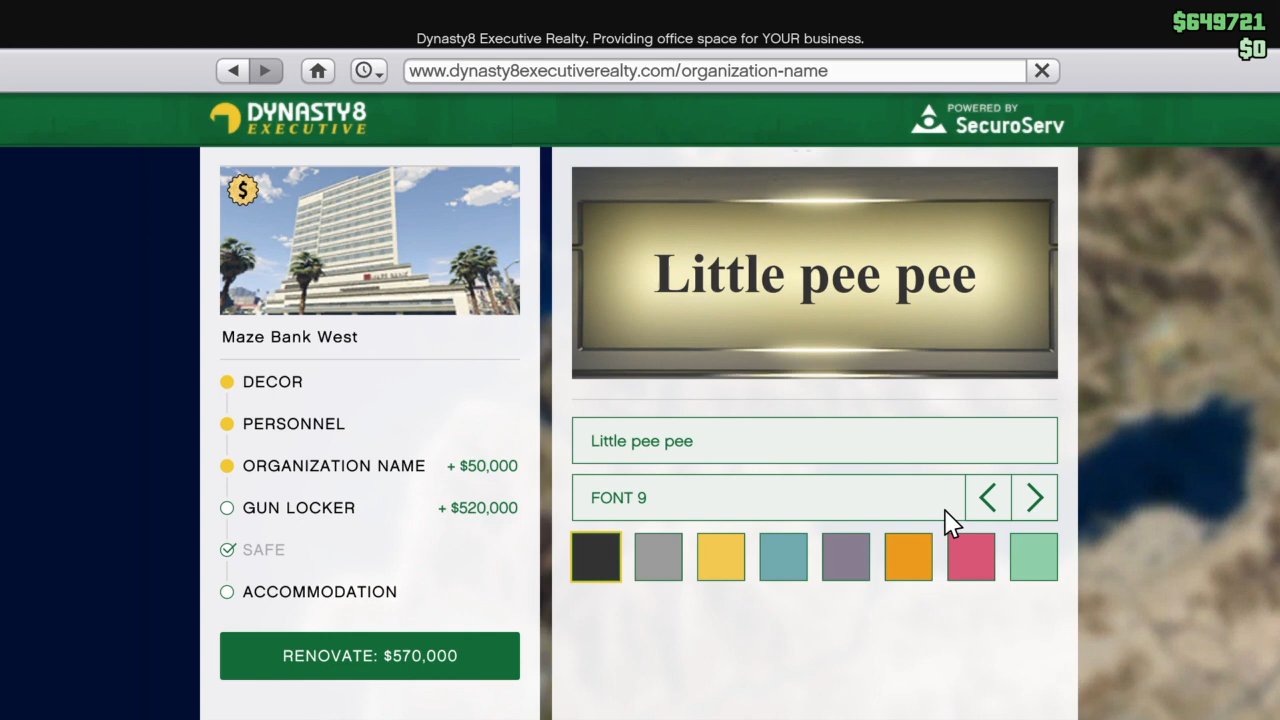 $649721
Dynasty8 Executive Realty. Providing office space for YOUR business.
$0
www.dynasty8executiverealty.com/organization-name
DYNASTY8
EXECUTIVE
POWERED BY
SecuroServ
$
MAZE BANK
Maze Bank West
DECOR
PERSONNEL
ORGANIZATION NAME + $50,000
GUN LOCKER + $520,000
SAFE
ACCOMMODATION
RENOVATE: $570,000
Little pee pee
Little pee pee
FONT 9